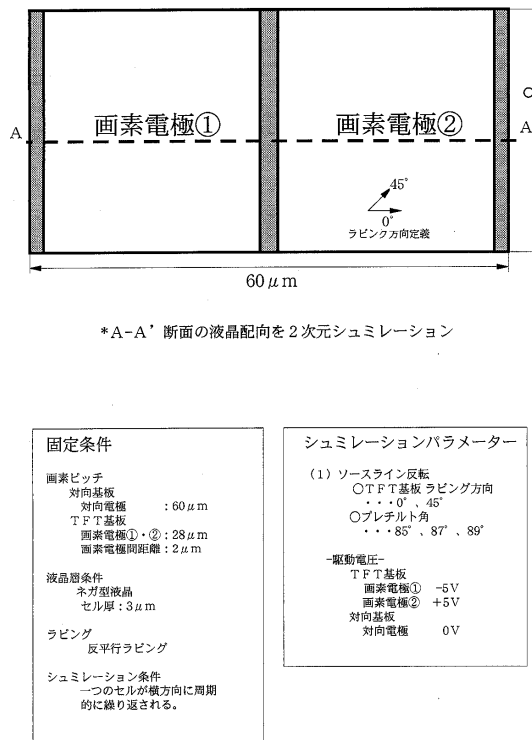 A
画素電極①
画素電極②
A
45°
0°
ラビング方向定義
60μm
*A-A’断面の液晶配向を2次元シュミレーション
固定条件
画素ピッチ
対向基板
対向電極 :60μm
TFT基板
画素電極①・②:28μm
画素電極間距離:2μm
液晶層条件
ネガ型液晶
セル厚:3μm
ラビング
反平行ラビング
シュミレーション条件
一つのセルが横方向に周期
的に繰り返される。
シュミレーションパラメーター
(1)ソースライン反転
○TFT基板 ラビング方向
・・・0°、45°
○プレチルト角
・・・85°、87°、89°
-駆動電圧-
TFT基板
画素電極① -5V
画素電極② +5V
対向基板
対向電極 0V